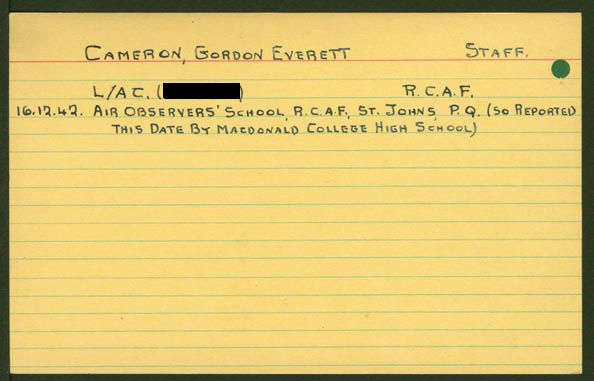 CAMERON, GORDON EVERETT STAFF.
L/AC. ( ) R.C.A.F.
16.12.42. AIR OBSERVERS' SCHOOL, R.C.A.F., ST. JOHNS, P.Q. (SO REPORTED
THIS DATE BY MACDONALD COLLEGE HIGH SCHOOL)